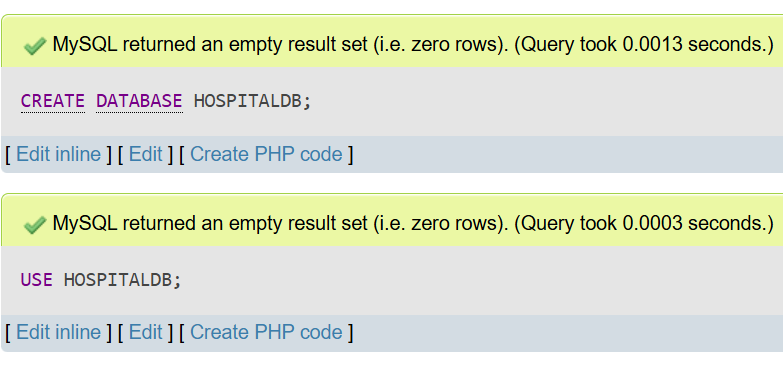 MySQL returned an empty result set (i.e. zero rows). (Query took 0.0013 seconds.)
CREATE DATABASE HOSPITALDB;
[ Edit inline ] [ Edit ] [ Create PHP code ]
MySQL returned an empty result set (i.e. zero rows). (Query took 0.0003 seconds.)
USE HOSPITALDB;
[ Edit inline ] [ Edit ] [ Create PHP code ]